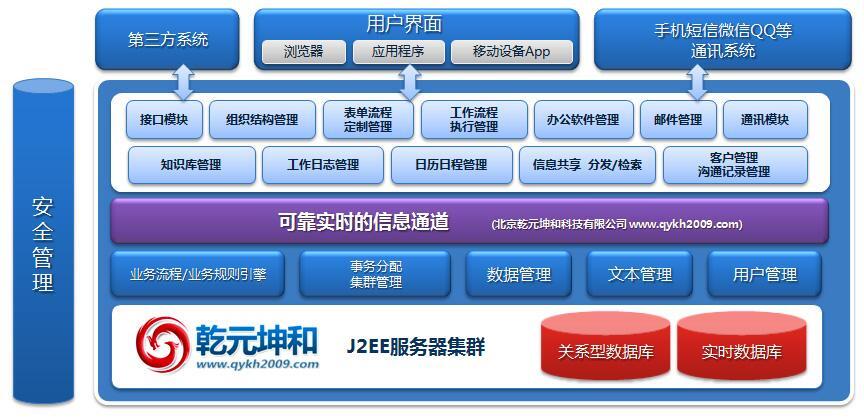 第三方系统
用户界面
浏览器
应用程序
移动设备App
手机短信微信QQ等
通讯系统
安全管理
接口模块
组织结构管理
表单流程
定制管理
工作流程
执行管理
办公软件管理
邮件管理
通讯模块
知识库管理
工作日志管理
日历日程管理
信息共享 分发/检索
客户管理
沟通记录管理
可靠实时的信息通道 (北京乾元坤和科技有限公司 www.qykh2009.com)
业务流程/业务规则引擎
事务分配
集群管理
数据管理
文本管理
用户管理
乾元坤和
www.qykh2009.com
J2EE服务器集群
关系型数据库
实时数据库